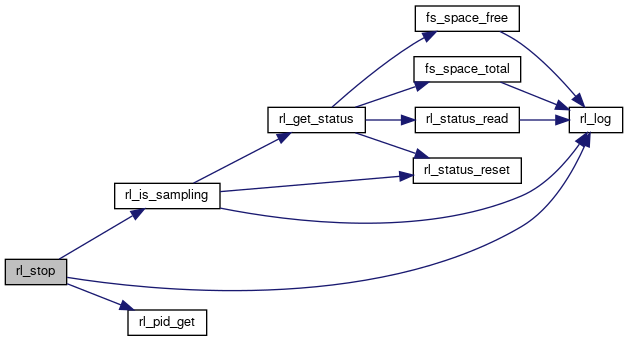 fs_space_free
fs_space_total
rl_get_status
rl_status_read
rl_log
rl_status_reset
rl_is_sampling
rl_stop
rl_pid_get